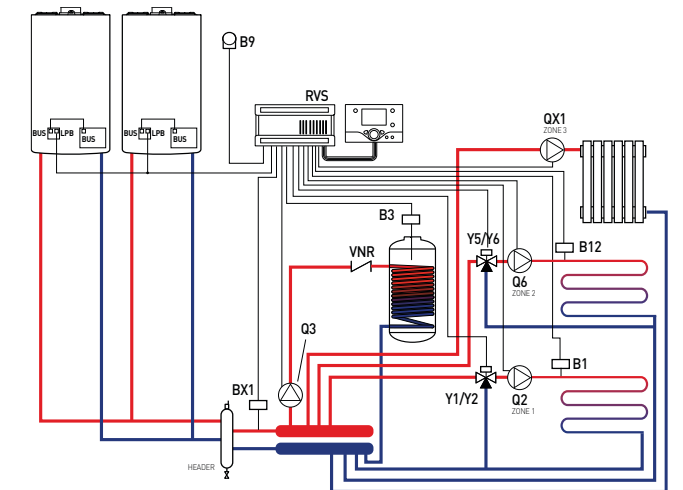 B9
RVS
QX1
ZONE 3
BUS
LPB
BUS
BUS
LPB
BUS
B3
Y5/Y6
B12
VNR
Q6
ZONE 2
Q3
B1
BX1
Y1/Y2
Q2
ZONE 1
HEADER